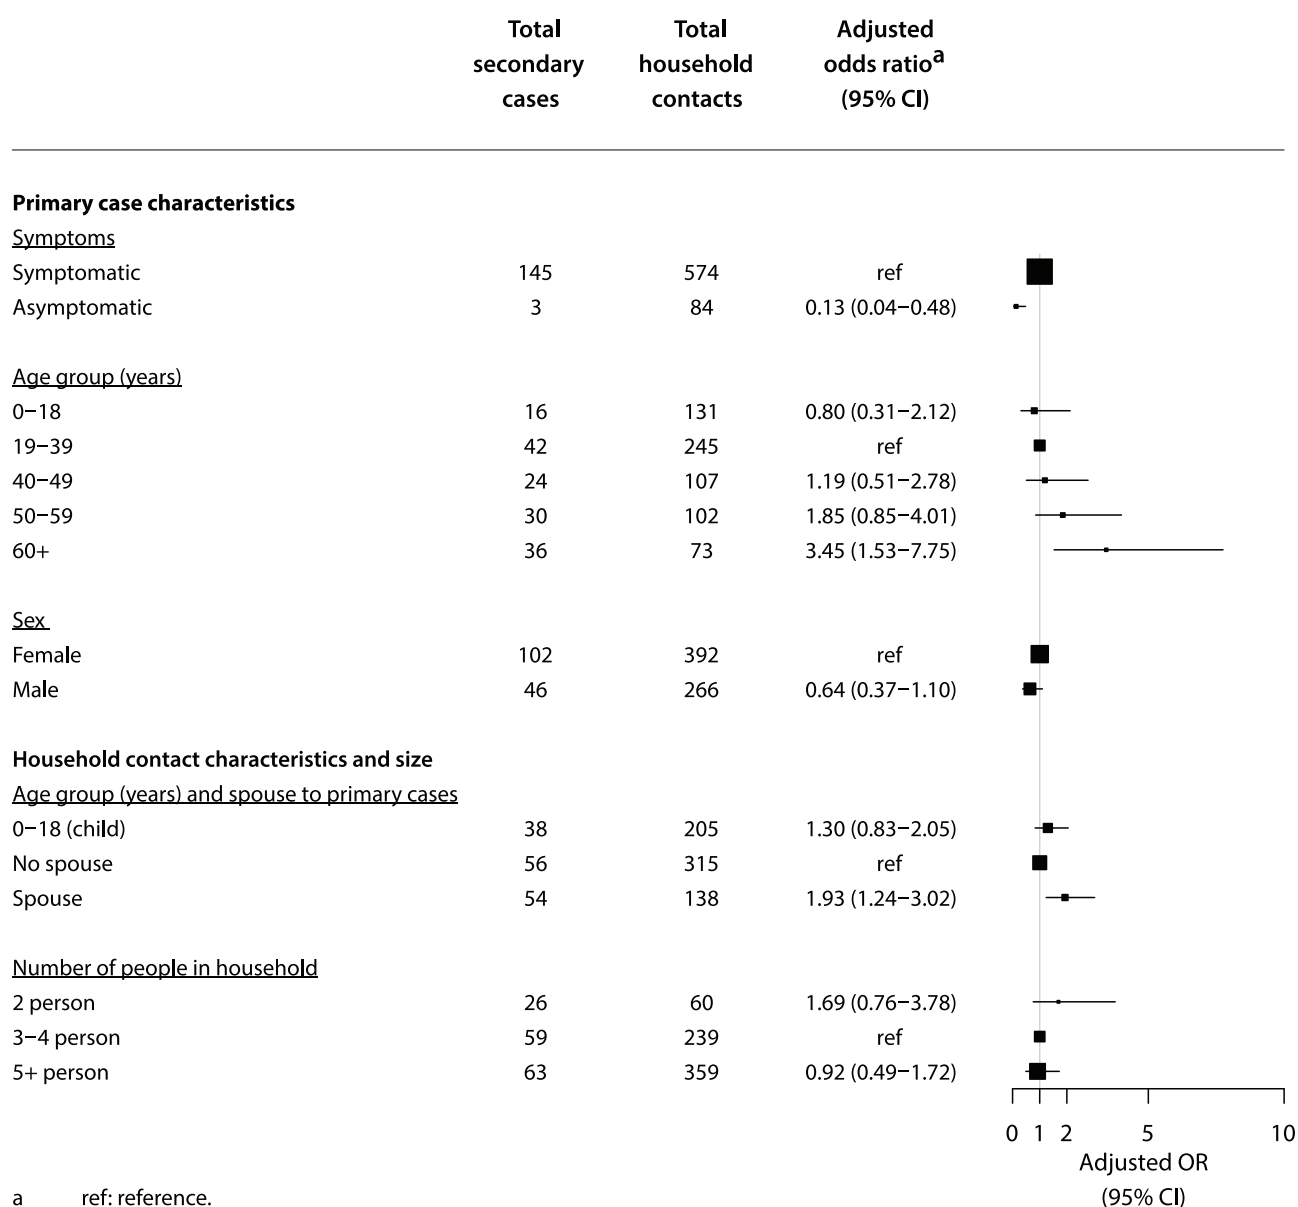 Total secondary cases Total household contacts Adjusted odds ratioa (95% CI)
Primary case characteristics
Symptoms
Symptomatic 145 574 ref
Asymptomatic 3 84 0.13 (0.04–0.48)
Age group (years)
0–18 16 131 0.80 (0.31–2.12)
19–39 42 245 ref
40–49 24 107 1.19 (0.51–2.78)
50–59 30 102 1.85 (0.85–4.01)
60+ 36 73 3.45 (1.53–7.75)
Sex
Female 102 392 ref
Male 46 266 0.64 (0.37–1.10)
Household contact characteristics and size
Age group (years) and spouse to primary cases
0–18 (child) 38 205 1.30 (0.83–2.05)
No spouse 56 315 ref
Spouse 54 138 1.93 (1.24–3.02)
Number of people in household
2 person 26 60 1.69 (0.76–3.78)
3–4 person 59 239 ref
5+ person 63 359 0.92 (0.49–1.72)
0 1 2 5 10
Adjusted OR
(95% CI)
a ref: reference.